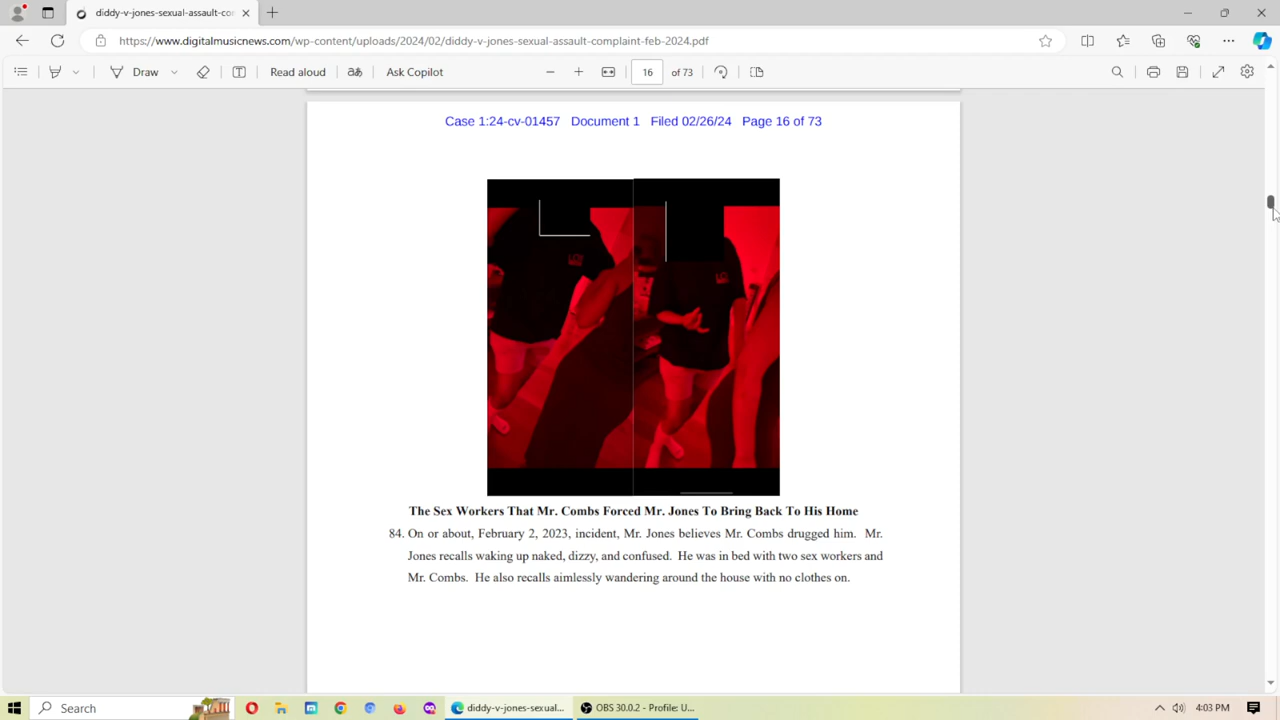 diddy-v-jones-sexual-assault-co
https://www.digitalmusicnews.com/wp-content/uploads/2024/02/diddy-v-jones-sexual-assault-complaint-feb-2024.pdf
Draw Read aloud Ask Copilot 16 of 73
Case 1:24-cv-01457 Document 1 Filed 02/26/24 Page 16 of 73
The Sex Workers That Mr. Combs Forced Mr. Jones To Bring Back To His Home
84. On or about, February 2, 2023, incident, Mr. Jones believes Mr. Combs drugged him. Mr.
Jones recalls waking up naked, dizzy, and confused. He was in bed with two sex workers and
Mr. Combs. He also recalls aimlessly wandering around the house with no clothes on.
Search diddy-v-jones-sexual... OBS 30.0.2 - Profile: U... 4:03 PM